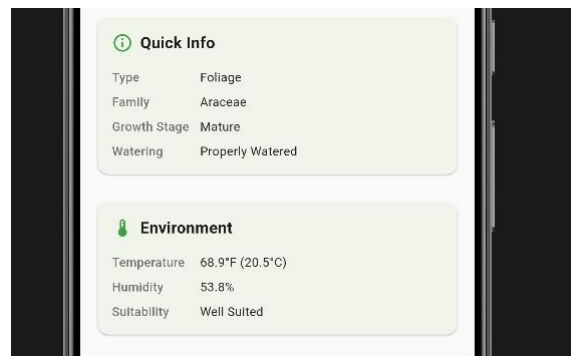 Quick Info
Type Foliage
Family Araceae
Growth Stage Mature
Watering Properly Watered
Environment
Temperature 68.9°F (20.5°C)
Humidity 53.8%
Suitability Well Suited